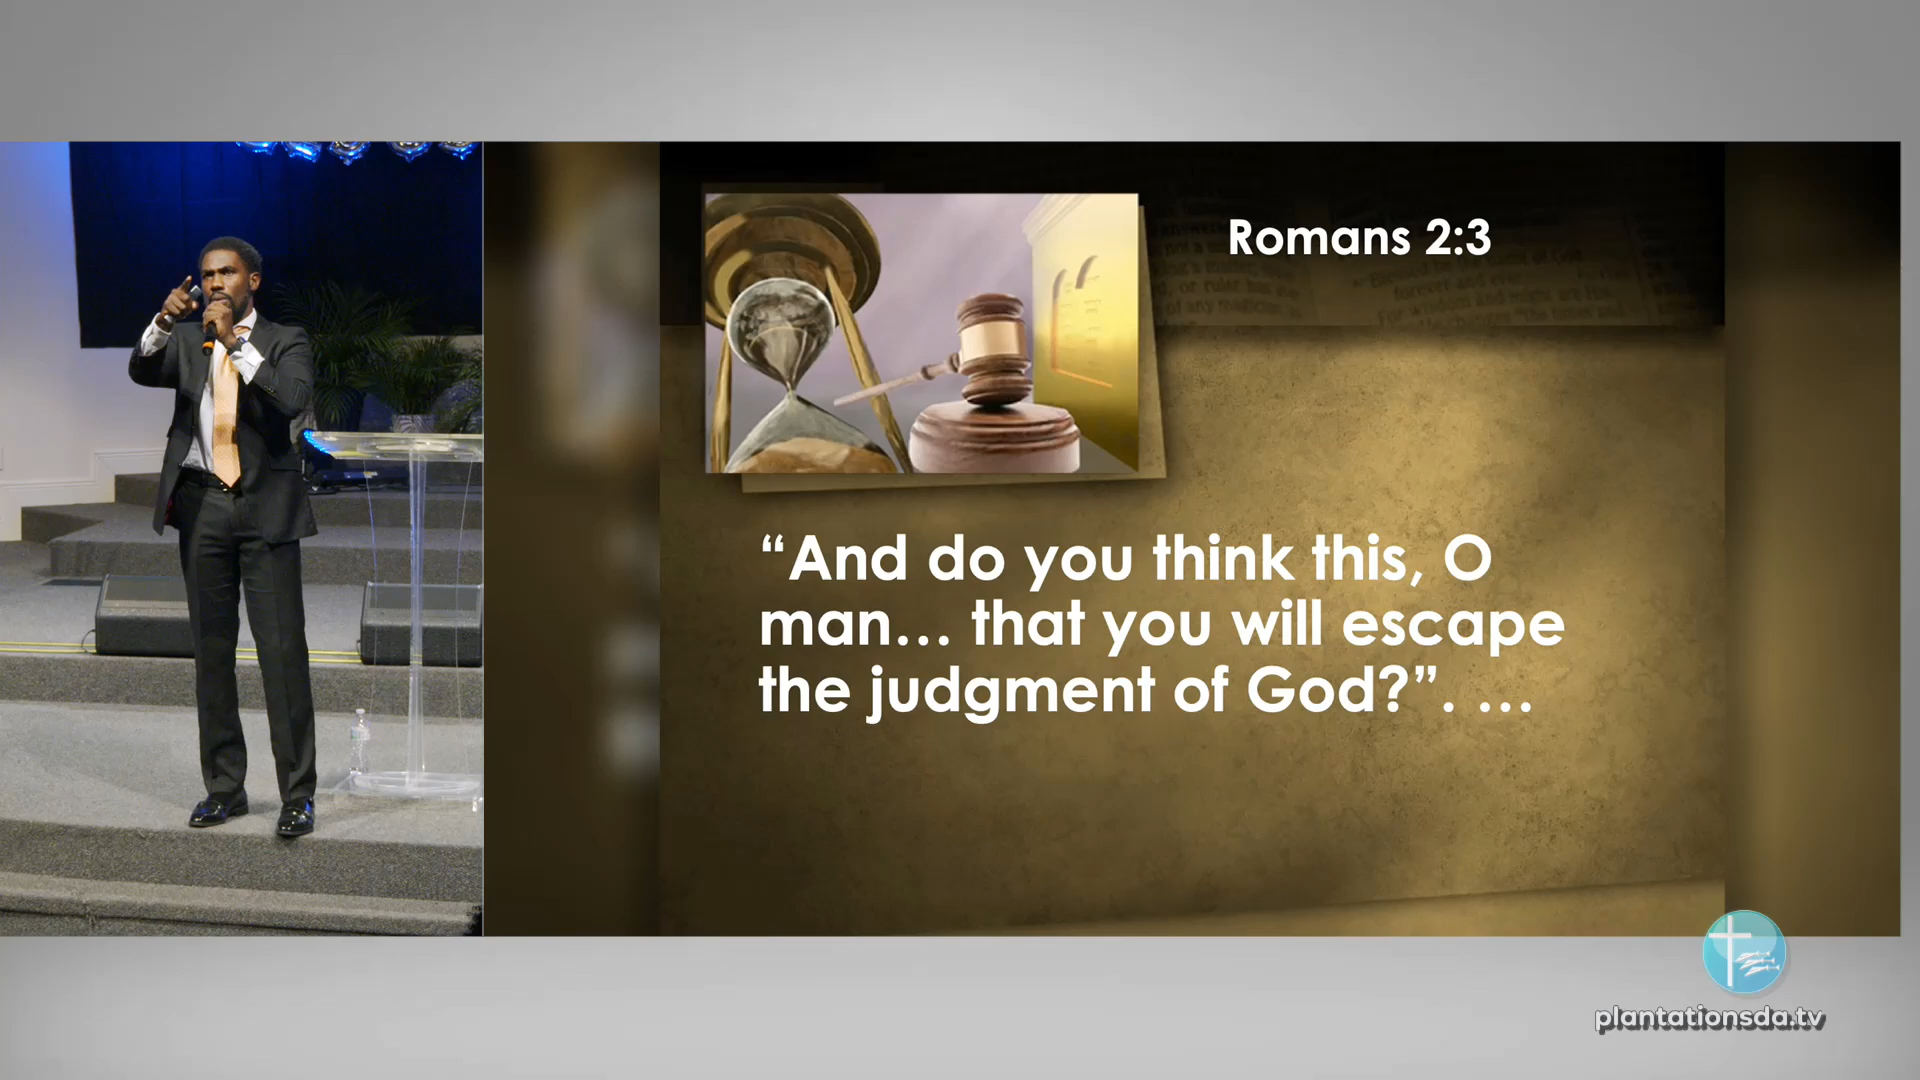 Romans 2:3
“And do you think this, O
man… that you will escape
the judgment of God?”. …
plantationsda.tv